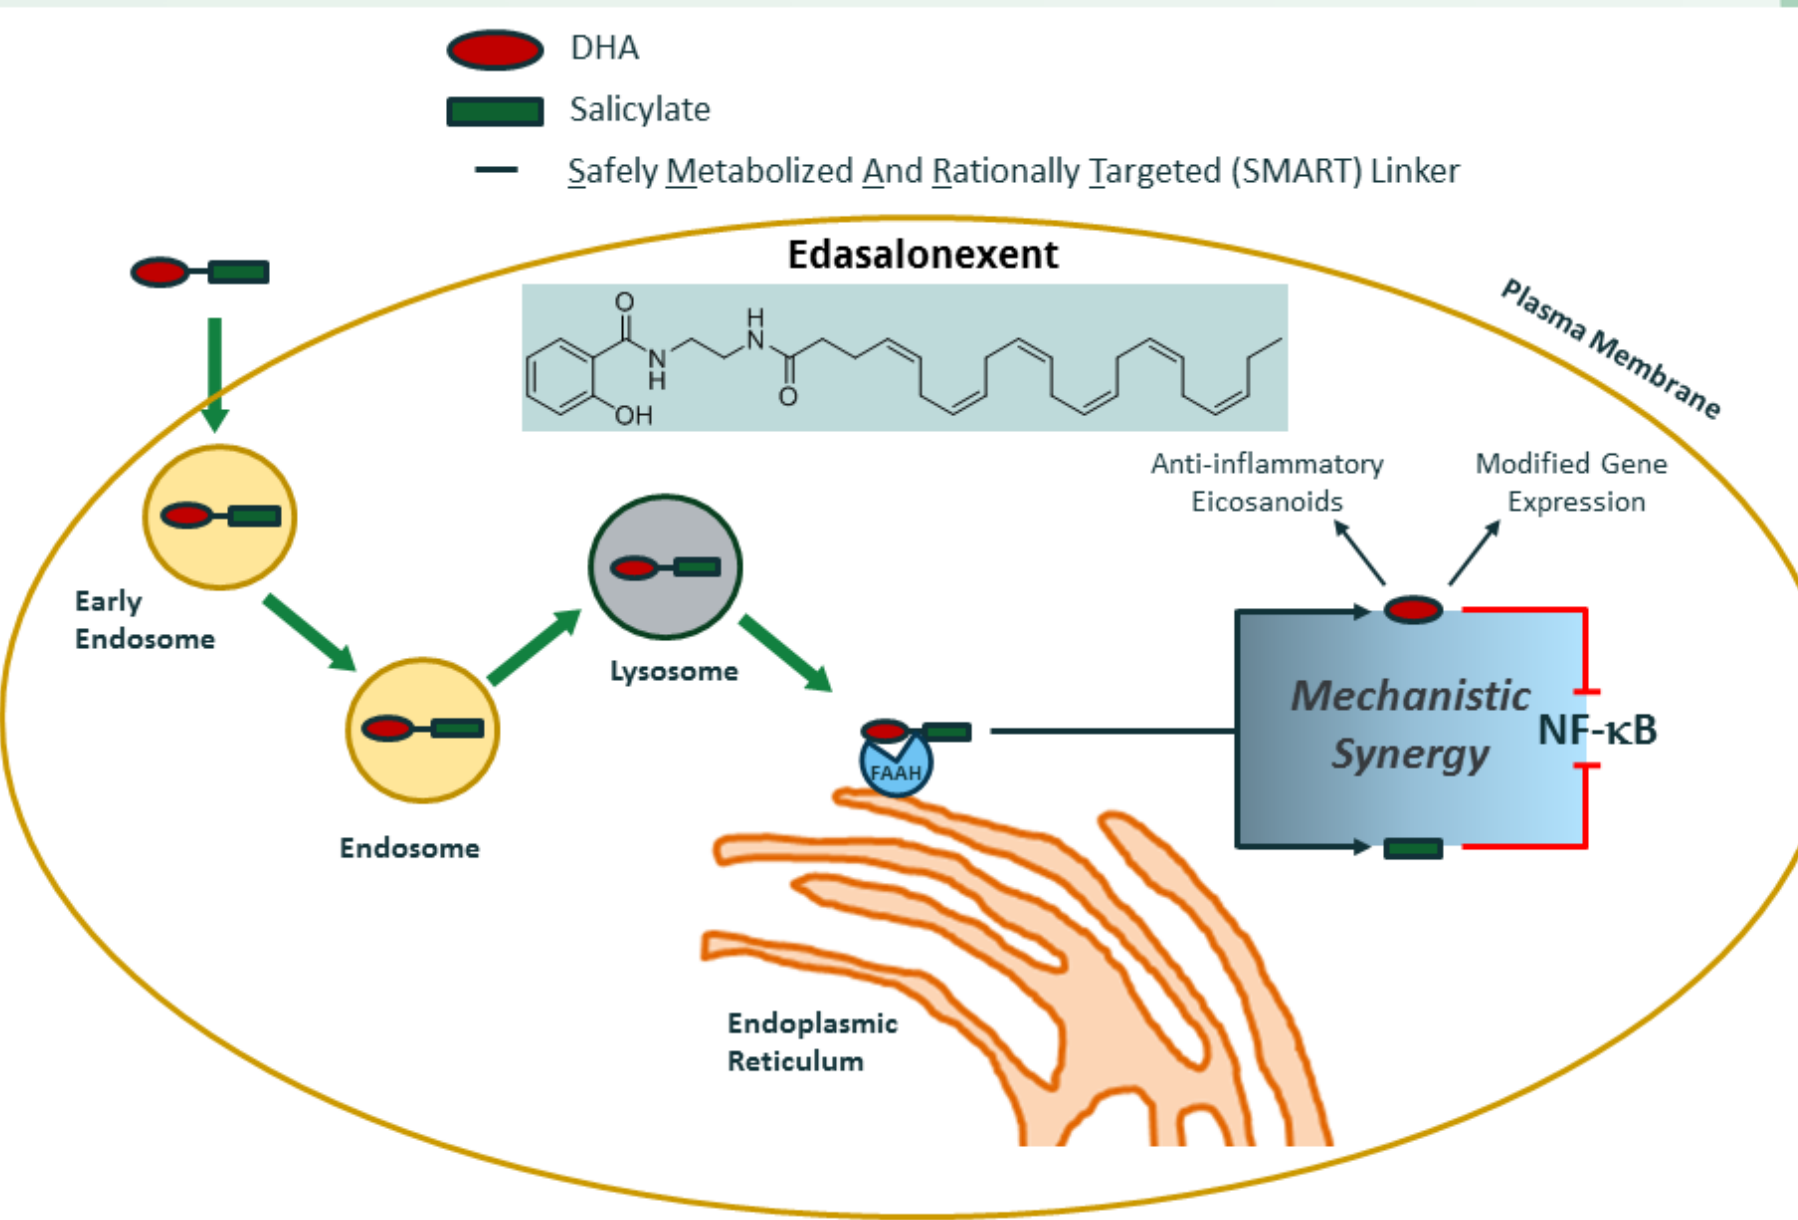 DHA
Salicylate
Safely Metabolized And Rationally Targeted (SMART) Linker
Edasalonexent
Plasma Membrane
O
H
N
N
H
O
OH
Anti-inflammatory
Eicosanoids
Modified Gene
Expression
Early
Endosome
Lysosome
Mechanistic
Synergy
NF-κB
FAAH
Endosome
Endoplasmic
Reticulum